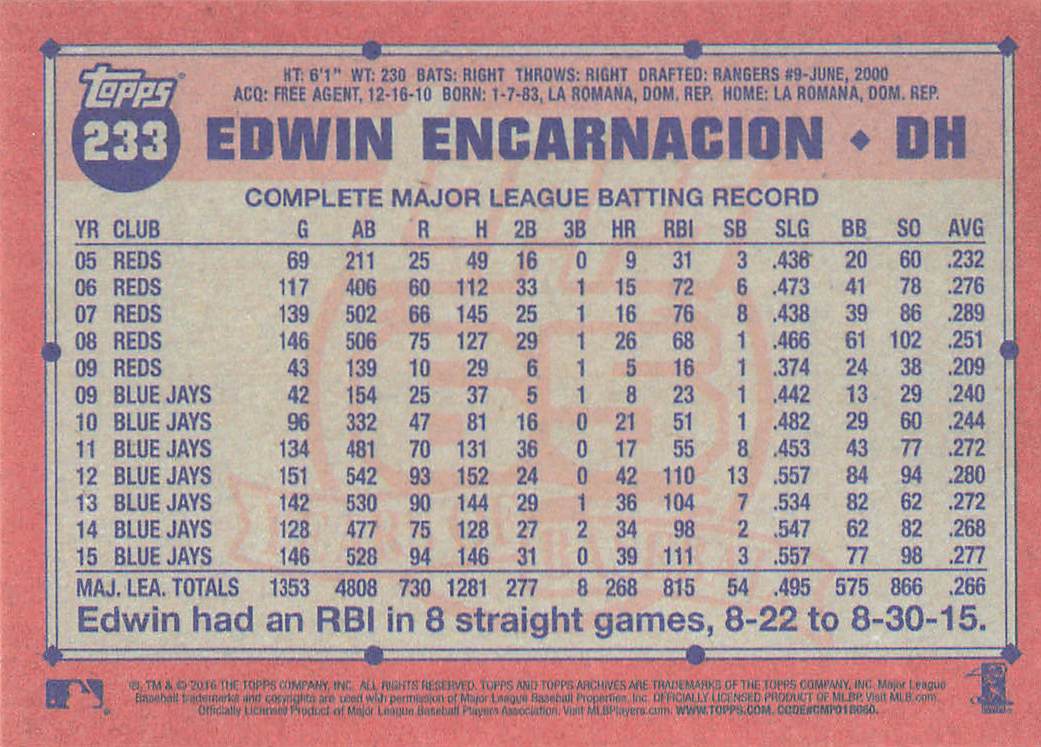 Topps
233
HT: 6'1" WT: 230 BATS: RIGHT THROWS: RIGHT DRAFTED: RANGERS #9-JUNE, 2000
ACQ: FREE AGENT, 12-16-10 BORN: 1-7-83, LA ROMANA, DOM. REP. HOME: LA ROMANA, DOM. REP.
EDWIN ENCARNACION ◆ DH
COMPLETE MAJOR LEAGUE BATTING RECORD
YR CLUB G AB R H 2B 3B HR RBI SB SLG BB SO AVG
05 REDS 69 211 25 49 16 0 9 31 3 .436 20 60 .232
06 REDS 117 406 60 112 33 1 15 72 6 .473 41 78 .276
07 REDS 139 502 66 145 25 1 16 76 8 .438 39 86 .289
08 REDS 146 506 75 127 29 1 26 68 1 .466 61 102 .251
09 REDS 43 139 10 29 6 1 5 16 1 .374 24 38 .209
09 BLUE JAYS 42 154 25 37 5 1 8 23 1 .442 13 29 .240
10 BLUE JAYS 96 332 47 81 16 0 21 51 1 .482 29 60 .244
11 BLUE JAYS 134 481 70 131 36 0 17 55 8 .453 43 77 .272
12 BLUE JAYS 151 542 93 152 24 0 42 110 13 .557 84 94 .280
13 BLUE JAYS 142 530 90 144 29 1 36 104 7 .534 82 62 .272
14 BLUE JAYS 128 477 75 128 27 2 34 98 2 .547 62 82 .268
15 BLUE JAYS 146 528 94 146 31 0 39 111 3 .557 77 98 .277
MAJ. LEA. TOTALS 1353 4808 730 1281 277 8 268 815 54 .495 575 866 .266
Edwin had an RBI in 8 straight games, 8-22 to 8-30-15.
®, TM & © 2016 THE TOPPS COMPANY, INC. ALL RIGHTS RESERVED. TOPPS AND TOPPS ARCHIVES ARE TRADEMARKS OF THE TOPPS COMPANY, INC. Major League
Baseball trademarks and copyrights are used with permission of Major League Baseball Properties, Inc. OFFICIALLY LICENSED PRODUCT OF MLBP. Visit MLB.com.
Officially Licensed Product of Major League Baseball Players Association. Visit MLBPlayers.com. WWW.TOPPS.COM. CODE#CMP018060.